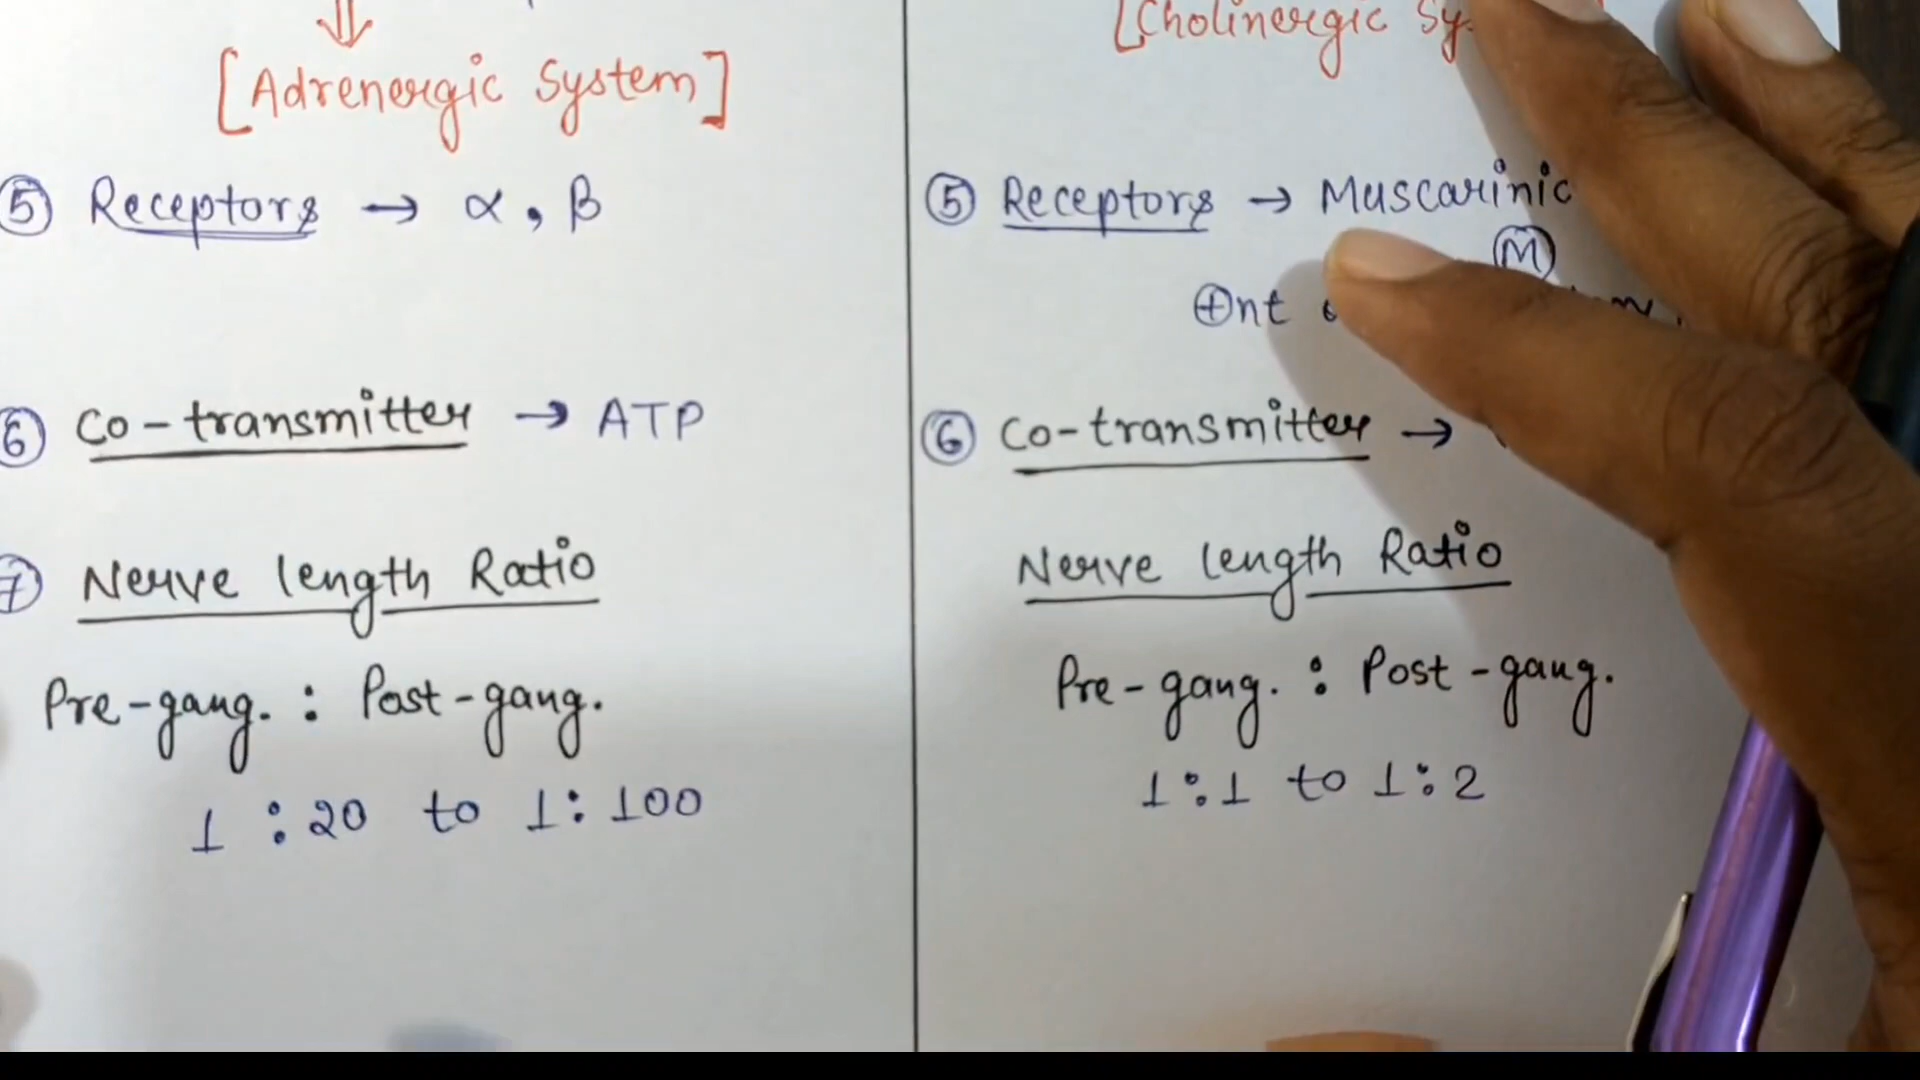 [Adrenergic System]
⑤ Receptors → α, β
⑥ Co-transmitter → ATP
⑦ Nerve length Ratio
Pre-gang. : Post-gang.
1 : 20 to 1 : 100
[Cholinergic
⑤ Receptors → Muscarinic
Ⓜ
⊕nt
⑥ Co-transmitter →
Nerve length Ratio
Pre-gang. : Post-gang.
1 : 1 to 1 : 2